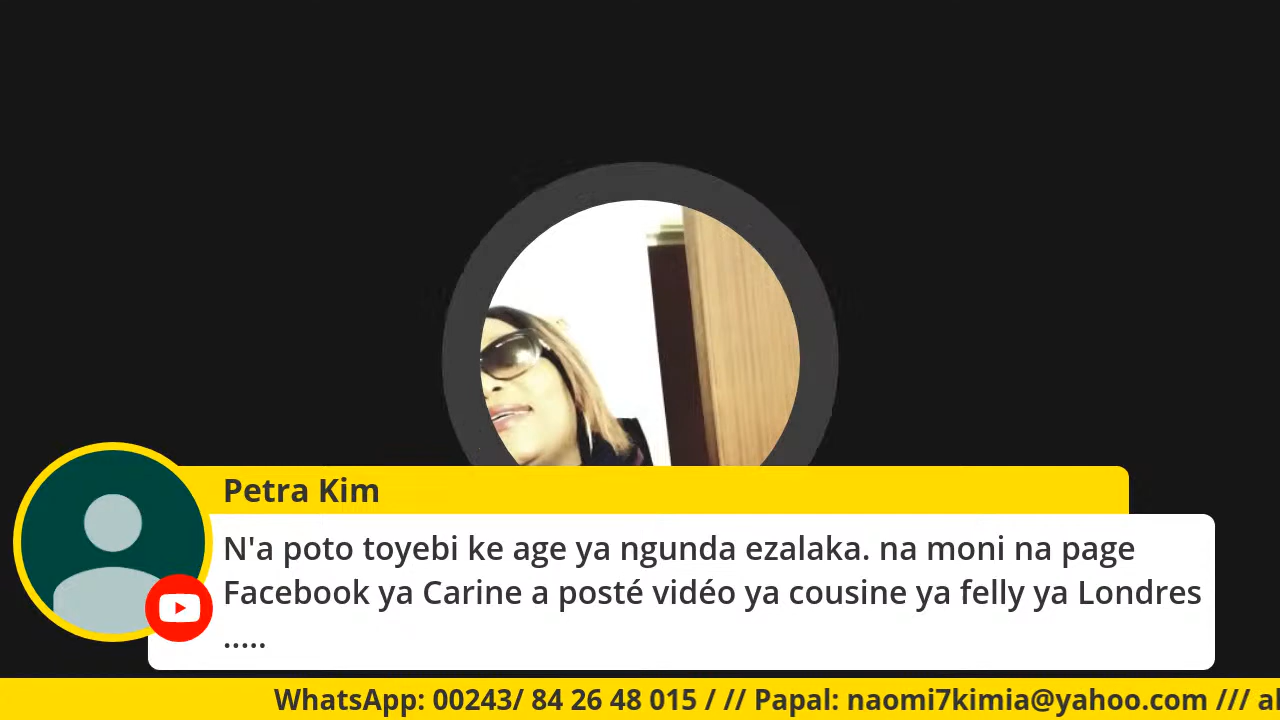 Petra Kim
N'a poto toyebi ke age ya ngunda ezalaka. na moni na page
Facebook ya Carine a posté vidéo ya cousine ya felly ya Londres
.....
WhatsApp: 00243/ 84 26 48 015 / // Papal: naomi7kimia@yahoo.com ///